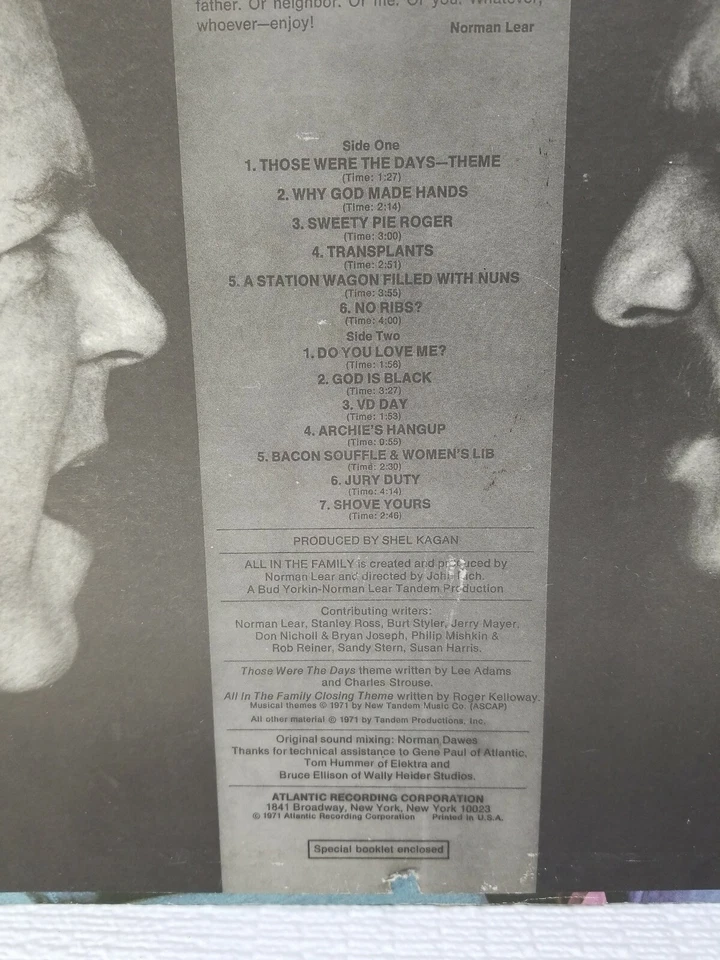 father. Or neighbor. Or me. Or you. Whatever,
whoever—enjoy!
Norman Lear
Side One
1. THOSE WERE THE DAYS—THEME
(Time: 1:27)
2. WHY GOD MADE HANDS
(Time: 2:14)
3. SWEETY PIE ROGER
(Time: 3:00)
4. TRANSPLANTS
(Time: 2:51)
5. A STATION WAGON FILLED WITH NUNS
(Time: 3:55)
6. NO RIBS?
(Time: 4:00)
Side Two
1. DO YOU LOVE ME?
(Time: 1:56)
2. GOD IS BLACK
(Time: 3:27)
3. VD DAY
(Time: 1:53)
4. ARCHIE'S HANGUP
(Time: 0:55)
5. BACON SOUFFLE & WOMEN'S LIB
(Time: 2:30)
6. JURY DUTY
(Time: 4:14)
7. SHOVE YOURS
(Time: 2:46)
PRODUCED BY SHEL KAGAN
ALL IN THE FAMILY is created and produced by
Norman Lear and directed by John Rich.
A Bud Yorkin-Norman Lear Tandem Production
Contributing writers:
Norman Lear, Stanley Ross, Burt Styler, Jerry Mayer,
Don Nicholl & Bryan Joseph, Philip Mishkin &
Rob Reiner, Sandy Stern, Susan Harris.
Those Were The Days theme written by Lee Adams
and Charles Strouse.
All In The Family Closing Theme written by Roger Kelloway.
Musical themes © 1971 by New Tandem Music Co. (ASCAP)
All other material © 1971 by Tandem Productions, Inc.
Original sound mixing: Norman Dawes
Thanks for technical assistance to Gene Paul of Atlantic,
Tom Hummer of Elektra and
Bruce Ellison of Wally Heider Studios.
ATLANTIC RECORDING CORPORATION
1841 Broadway, New York, New York 10023
© 1971 Atlantic Recording Corporation Printed in U.S.A.
Special booklet enclosed